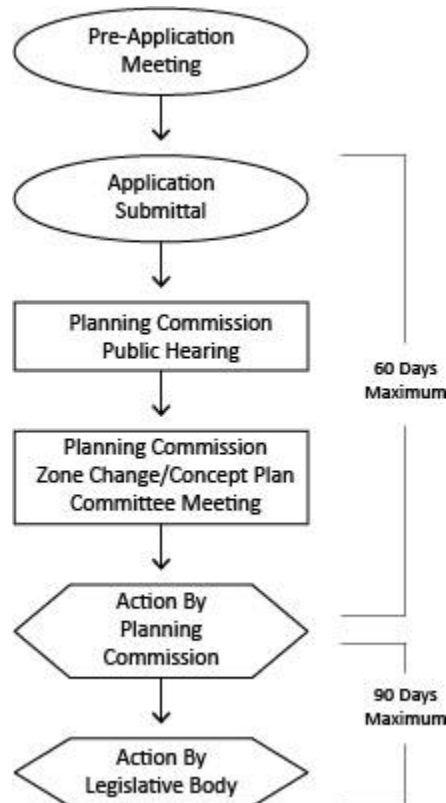 Pre-Application
Meeting
Application
Submittal
Planning Commission
Public Hearing
60 Days
Maximum
Planning Commission
Zone Change/Concept Plan
Committee Meeting
Action By
Planning
Commission
90 Days
Maximum
Action By
Legislative Body